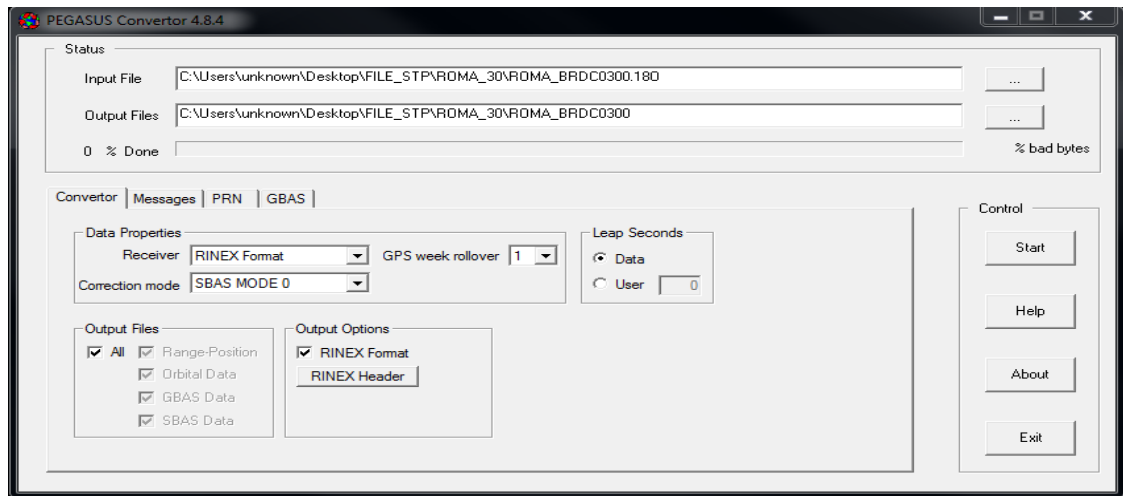 PEGASUS Convertor 4.8.4
Status
Input File C:\Users\unknown\Desktop\FILE_STP\ROMA_30\ROMA_BRDC0300.18O ...
Output Files C:\Users\unknown\Desktop\FILE_STP\ROMA_30\ROMA_BRDC0300 ...
0 % Done % bad bytes
Convertor Messages PRN GBAS
Control
Data Properties Leap Seconds
Receiver RINEX Format GPS week rollover 1 Data Start
Correction mode SBAS MODE 0 User 0
Help
Output Files Output Options
All Range-Position RINEX Format
Orbital Data RINEX Header About
GBAS Data
SBAS Data
Exit